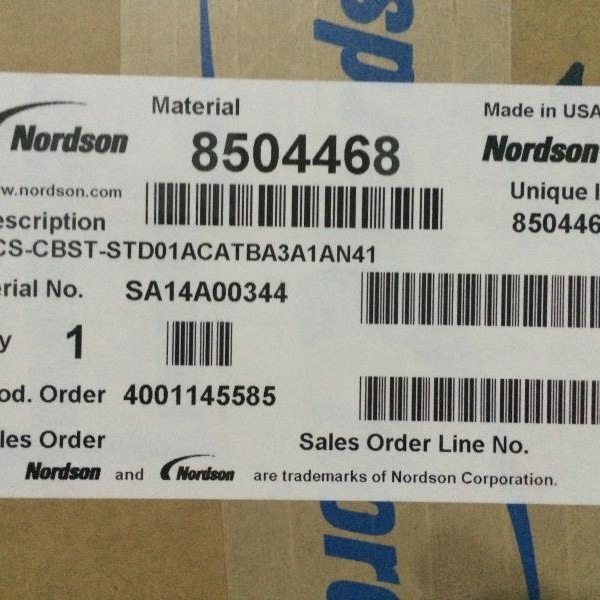 Material
Made in USA
Nordson
8504468
Nordson
w.nordson.com
Unique I
escription
850446
CS-CBST-STD01ACATBA3A1AN41
erial No. SA14A00344
y 1
od. Order 4001145585
les Order
Sales Order Line No.
Nordson and Nordson are trademarks of Nordson Corporation.